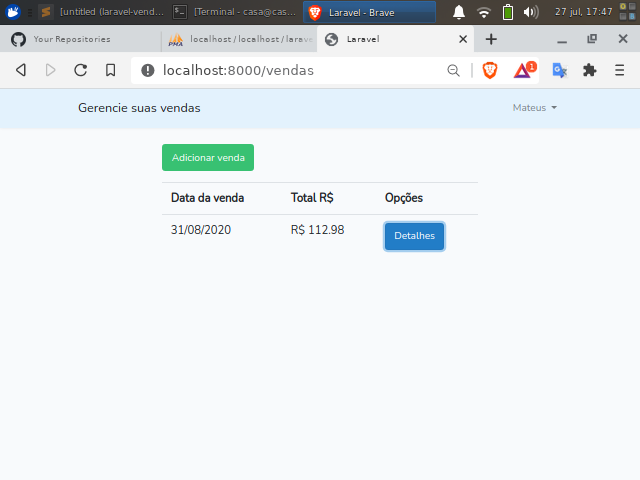 [untitled (laravel-vend...
[Terminal - casa@cas...
Laravel - Brave
27 jul, 17:47
Your Repositories
PMA
localhost / localhost / larav
Laravel
localhost:8000/vendas
1
Gerencie suas vendas
Mateus
Adicionar venda
Data da venda Total R$ Opções
31/08/2020 R$ 112.98 Detalhes